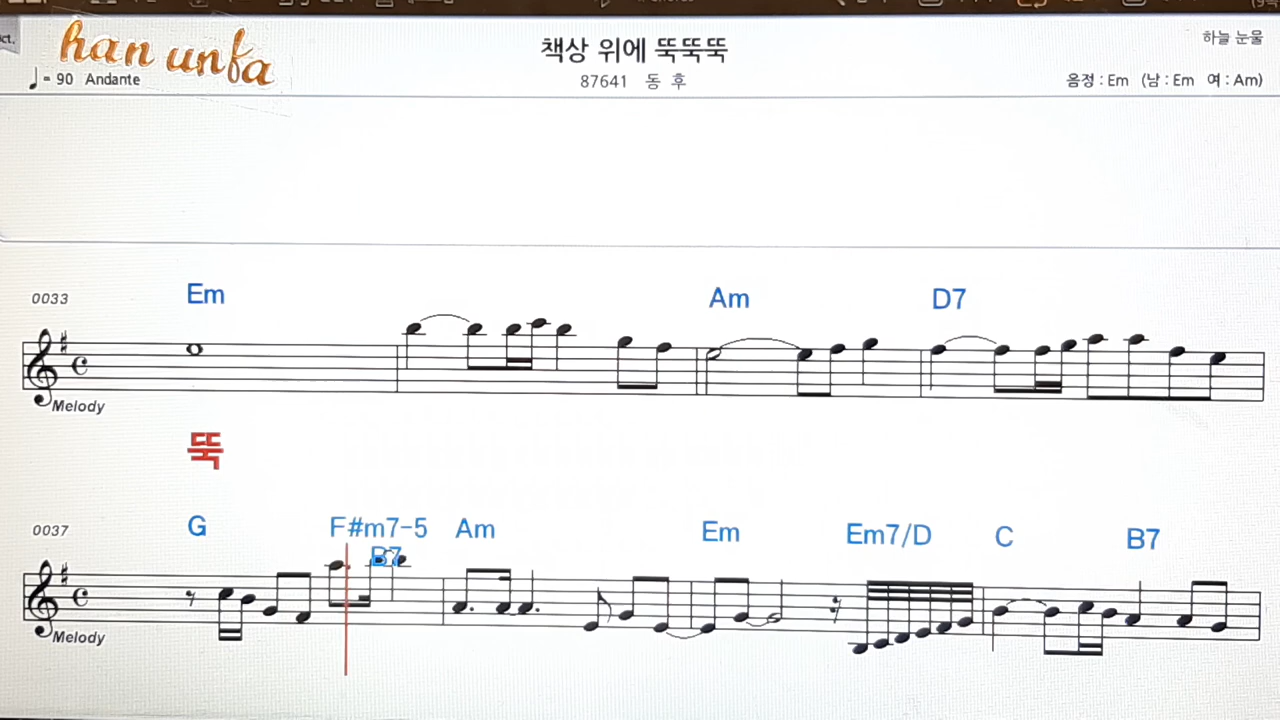 han unfa
♩= 90 Andante
책상 위에 뚝뚝뚝
87641 동 후
하늘 눈물
음정 : Em (남 : Em 여 : Am)
0033
Em Am D7
Melody
뚝
0037
G F#m7-5 B7 Am Em Em7/D C B7
Melody